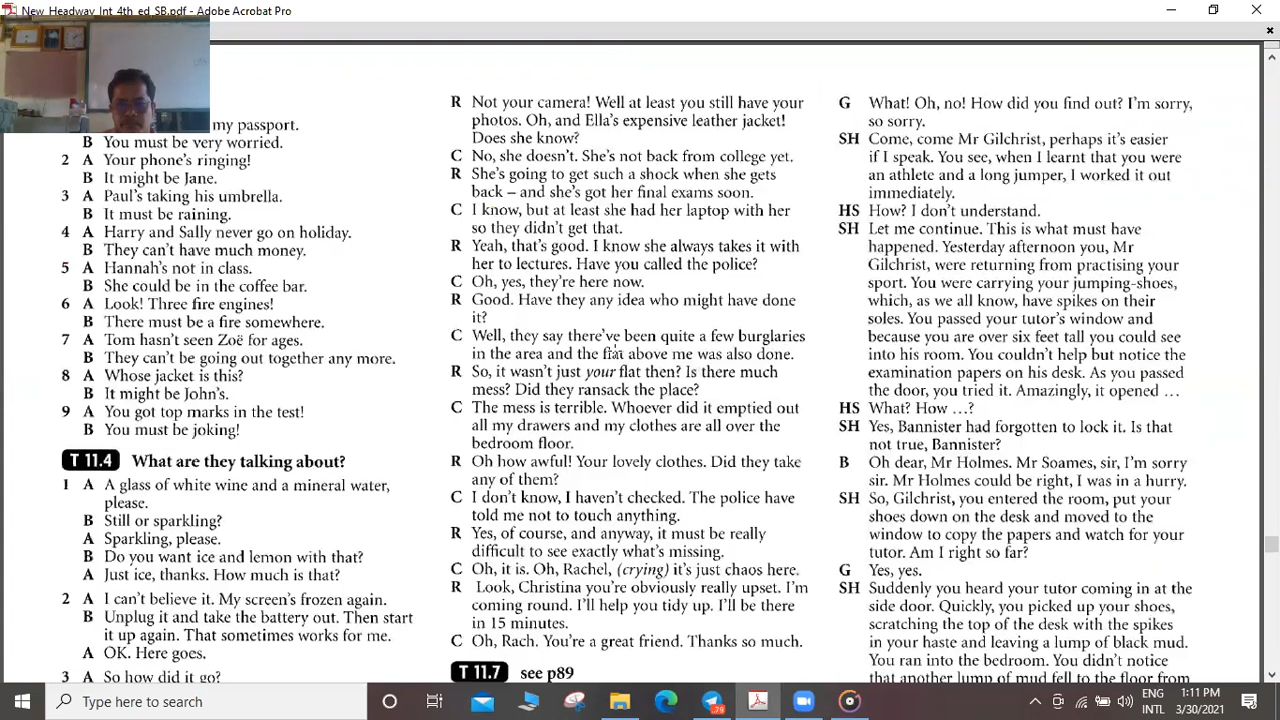 New_Headway_Int_4th_ed_SB.pdf - Adobe Acrobat Pro
my passport.
B You must be very worried.
2 A Your phone's ringing!
B It might be Jane.
3 A Paul's taking his umbrella.
B It must be raining.
4 A Harry and Sally never go on holiday.
B They can't have much money.
5 A Hannah's not in class.
B She could be in the coffee bar.
6 A Look! Three fire engines!
B There must be a fire somewhere.
7 A Tom hasn't seen Zoë for ages.
B They can't be going out together any more.
8 A Whose jacket is this?
B It might be John's.
9 A You got top marks in the test!
B You must be joking!
T 11.4 What are they talking about?
1 A A glass of white wine and a mineral water,
please.
B Still or sparkling?
A Sparkling, please.
B Do you want ice and lemon with that?
A Just ice, thanks. How much is that?
2 A I can't believe it. My screen's frozen again.
B Unplug it and take the battery out. Then start
it up again. That sometimes works for me.
A OK. Here goes.
3 A So how did it go?
R Not your camera! Well at least you still have your
photos. Oh, and Ella's expensive leather jacket!
Does she know?
C No, she doesn't. She's not back from college yet.
R She's going to get such a shock when she gets
back – and she's got her final exams soon.
C I know, but at least she had her laptop with her
so they didn't get that.
R Yeah, that's good. I know she always takes it with
her to lectures. Have you called the police?
C Oh, yes, they're here now.
R Good. Have they any idea who might have done
it?
C Well, they say there've been quite a few burglaries
in the area and the flat above me was also done.
R So, it wasn't just your flat then? Is there much
mess? Did they ransack the place?
C The mess is terrible. Whoever did it emptied out
all my drawers and my clothes are all over the
bedroom floor.
R Oh how awful! Your lovely clothes. Did they take
any of them?
C I don't know, I haven't checked. The police have
told me not to touch anything.
R Yes, of course, and anyway, it must be really
difficult to see exactly what's missing.
C Oh, it is. Oh, Rachel, (crying) it's just chaos here.
R Look, Christina you're obviously really upset. I'm
coming round. I'll help you tidy up. I'll be there
in 15 minutes.
C Oh, Rach. You're a great friend. Thanks so much.
T 11.7 see p89
G What! Oh, no! How did you find out? I'm sorry,
so sorry.
SH Come, come Mr Gilchrist, perhaps it's easier
if I speak. You see, when I learnt that you were
an athlete and a long jumper, I worked it out
immediately.
HS How? I don't understand.
SH Let me continue. This is what must have
happened. Yesterday afternoon you, Mr
Gilchrist, were returning from practising your
sport. You were carrying your jumping-shoes,
which, as we all know, have spikes on their
soles. You passed your tutor's window and
because you are over six feet tall you could see
into his room. You couldn't help but notice the
examination papers on his desk. As you passed
the door, you tried it. Amazingly, it opened …
HS What? How …?
SH Yes, Bannister had forgotten to lock it. Is that
not true, Bannister?
B Oh dear, Mr Holmes. Mr Soames, sir, I'm sorry
sir. Mr Holmes could be right, I was in a hurry.
SH So, Gilchrist, you entered the room, put your
shoes down on the desk and moved to the
window to copy the papers and watch for your
tutor. Am I right so far?
G Yes, yes.
SH Suddenly you heard your tutor coming in at the
side door. Quickly, you picked up your shoes,
scratching the top of the desk with the spikes
in your haste and leaving a lump of black mud.
You ran into the bedroom. You didn't notice
that another lump of mud fell to the floor from
Type here to search
79
ENG
INTL
1:11 PM
3/30/2021